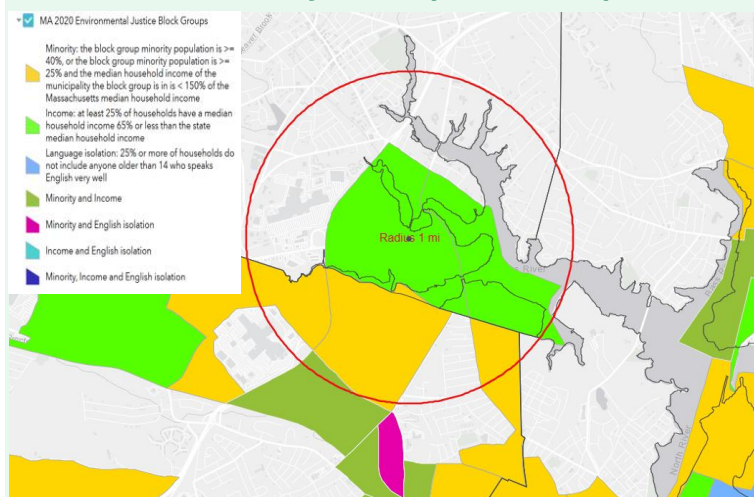 MA 2020 Environmental Justice Block Groups
Minority: the block group minority population is >=
40%, or the block group minority population is >=
25% and the median household income of the
municipality the block group is in is < 150% of the
Massachusetts median household income
Income: at least 25% of households have a median
household income 65% or less than the state
median household income
Language isolation: 25% or more of households do
not include anyone older than 14 who speaks
English very well
Minority and Income
Minority and English isolation
Income and English isolation
Minority, Income and English isolation
Radius 1 mi
River
North River